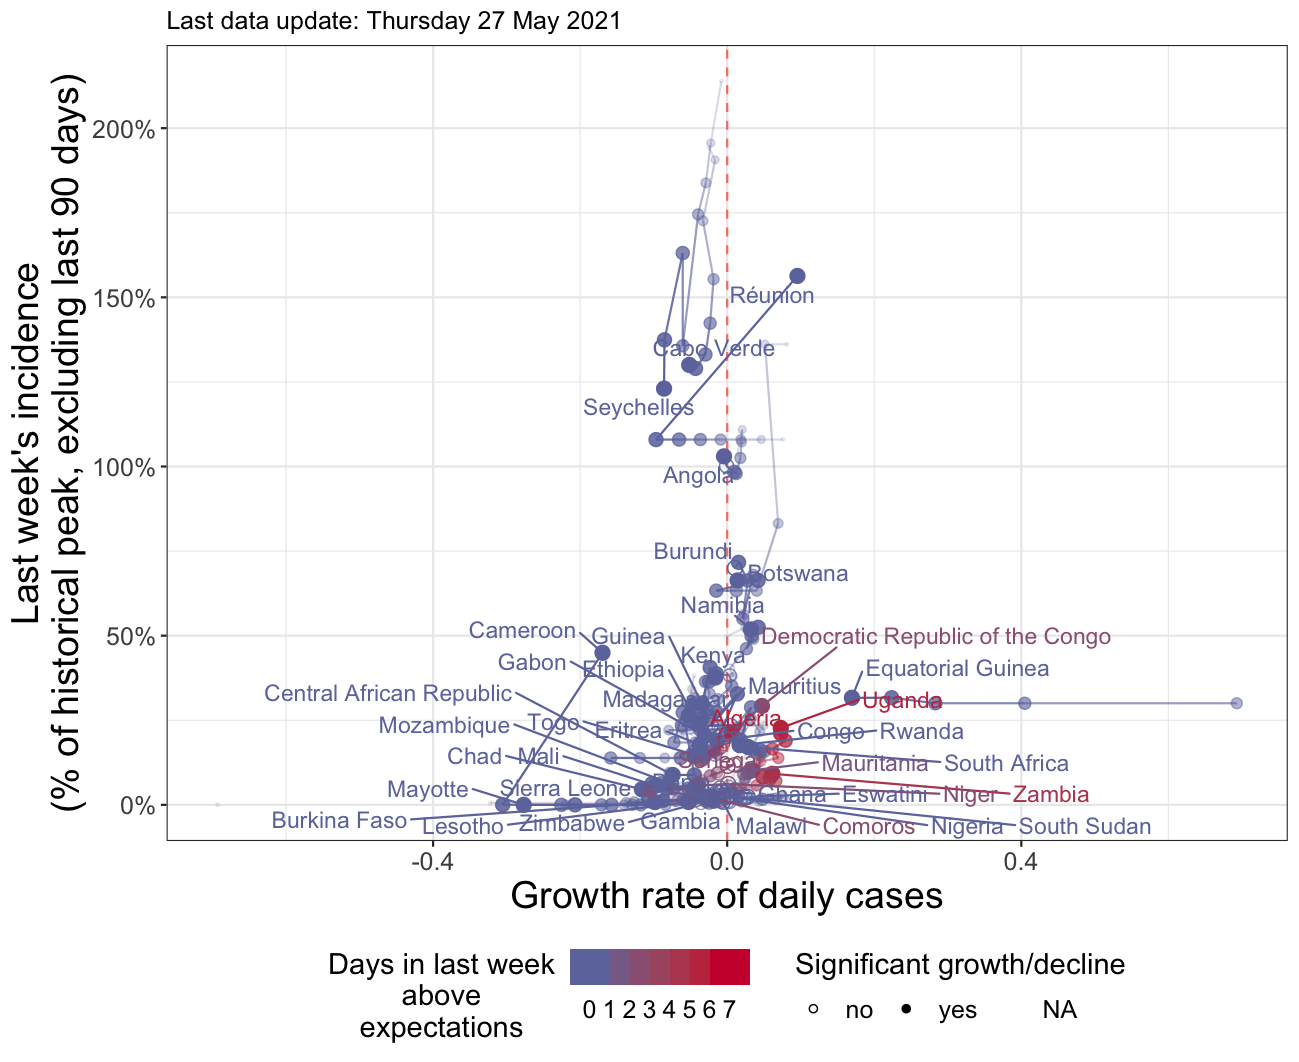 Last data update: Thursday 27 May 2021
Last week's incidence
(% of historical peak, excluding last 90 days)
200%
150%
100%
50%
0%
Réunion
Cabo Verde
Seychelles
Angola
Burundi
Botswana
Namibia
Cameroon
Guinea
Democratic Republic of the Congo
Kenya
Gabon
Ethiopia
Equatorial Guinea
Central African Republic
Madagascar
Mauritius
Uganda
Mozambique
Togo
Eritrea
Algeria
Congo
Rwanda
Chad
Mali
Senegal
Mauritania
South Africa
Mayotte
Sierra Leone
Ghana
Eswatini
Niger
Zambia
Burkina Faso
Lesotho
Zimbabwe
Gambia
Malawi
Comoros
Nigeria
South Sudan
-0.4
0.0
0.4
Growth rate of daily cases
Days in last week
above
expectations
0 1 2 3 4 5 6 7
Significant growth/decline
no
yes
NA